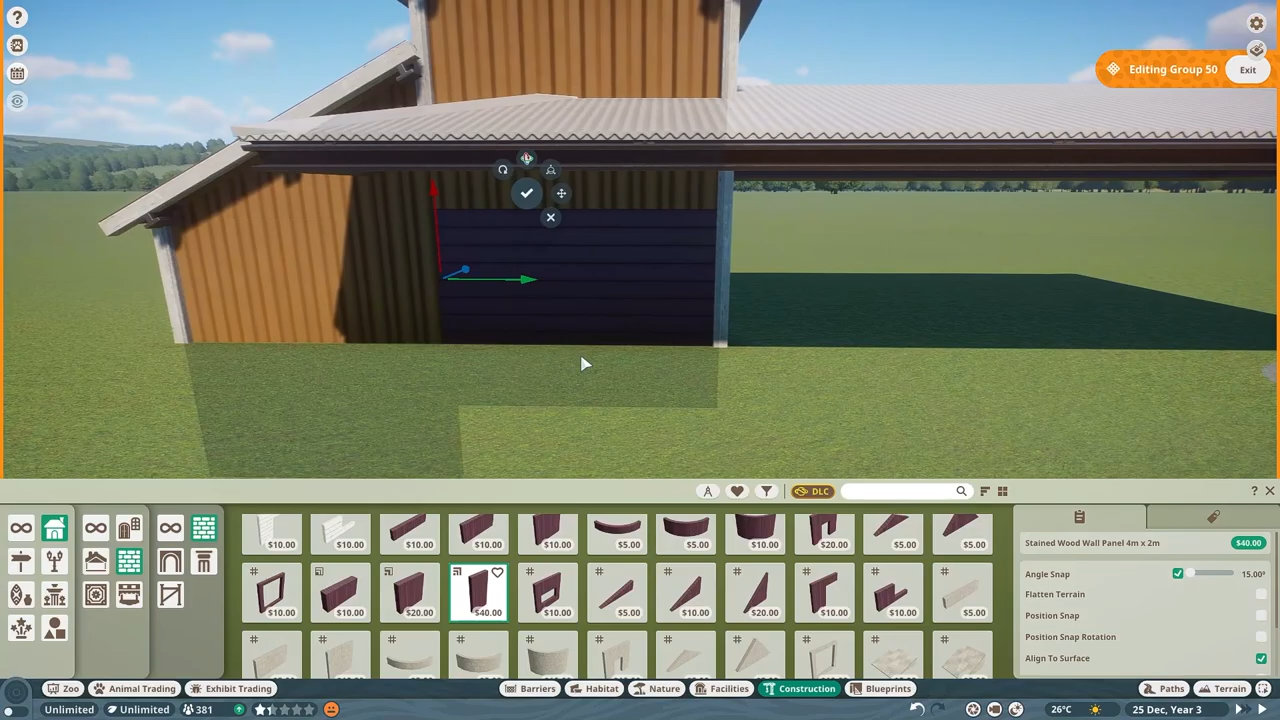 Editing Group 50
Exit
DLC
$10.00 $10.00 $10.00 $10.00 $10.00 $5.00 $5.00 $10.00 $20.00 $5.00 $5.00
$10.00 $10.00 $20.00 $40.00 $10.00 $5.00 $10.00 $20.00 $10.00 $10.00 $5.00
Stained Wood Wall Panel 4m x 2m $40.00
Angle Snap 15.00°
Flatten Terrain
Position Snap
Position Snap Rotation
Align To Surface
Zoo Animal Trading Exhibit Trading Barriers Habitat Nature Facilities Construction Blueprints Paths Terrain
Unlimited Unlimited 381 26°C 25 Dec, Year 3